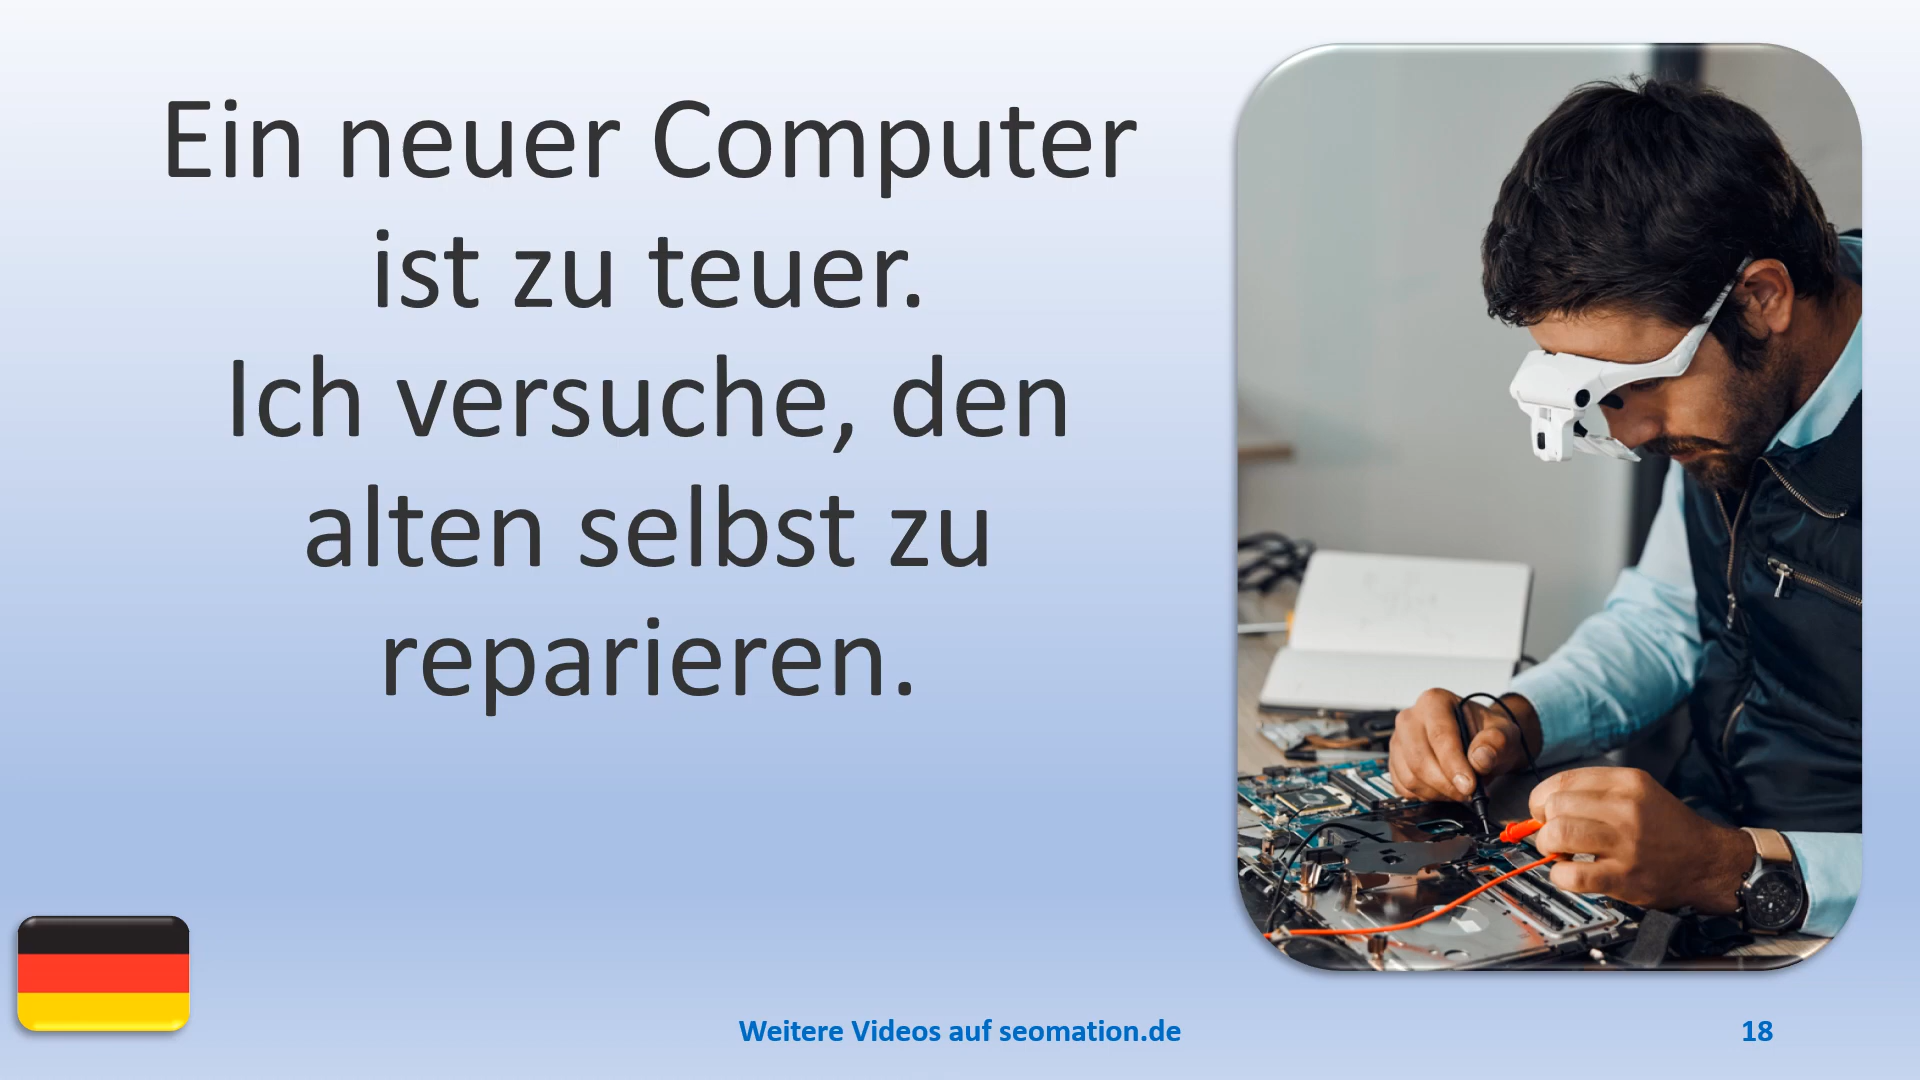 Ein neuer Computer
ist zu teuer.
Ich versuche, den
alten selbst zu
reparieren.
Weitere Videos auf seomation.de
18